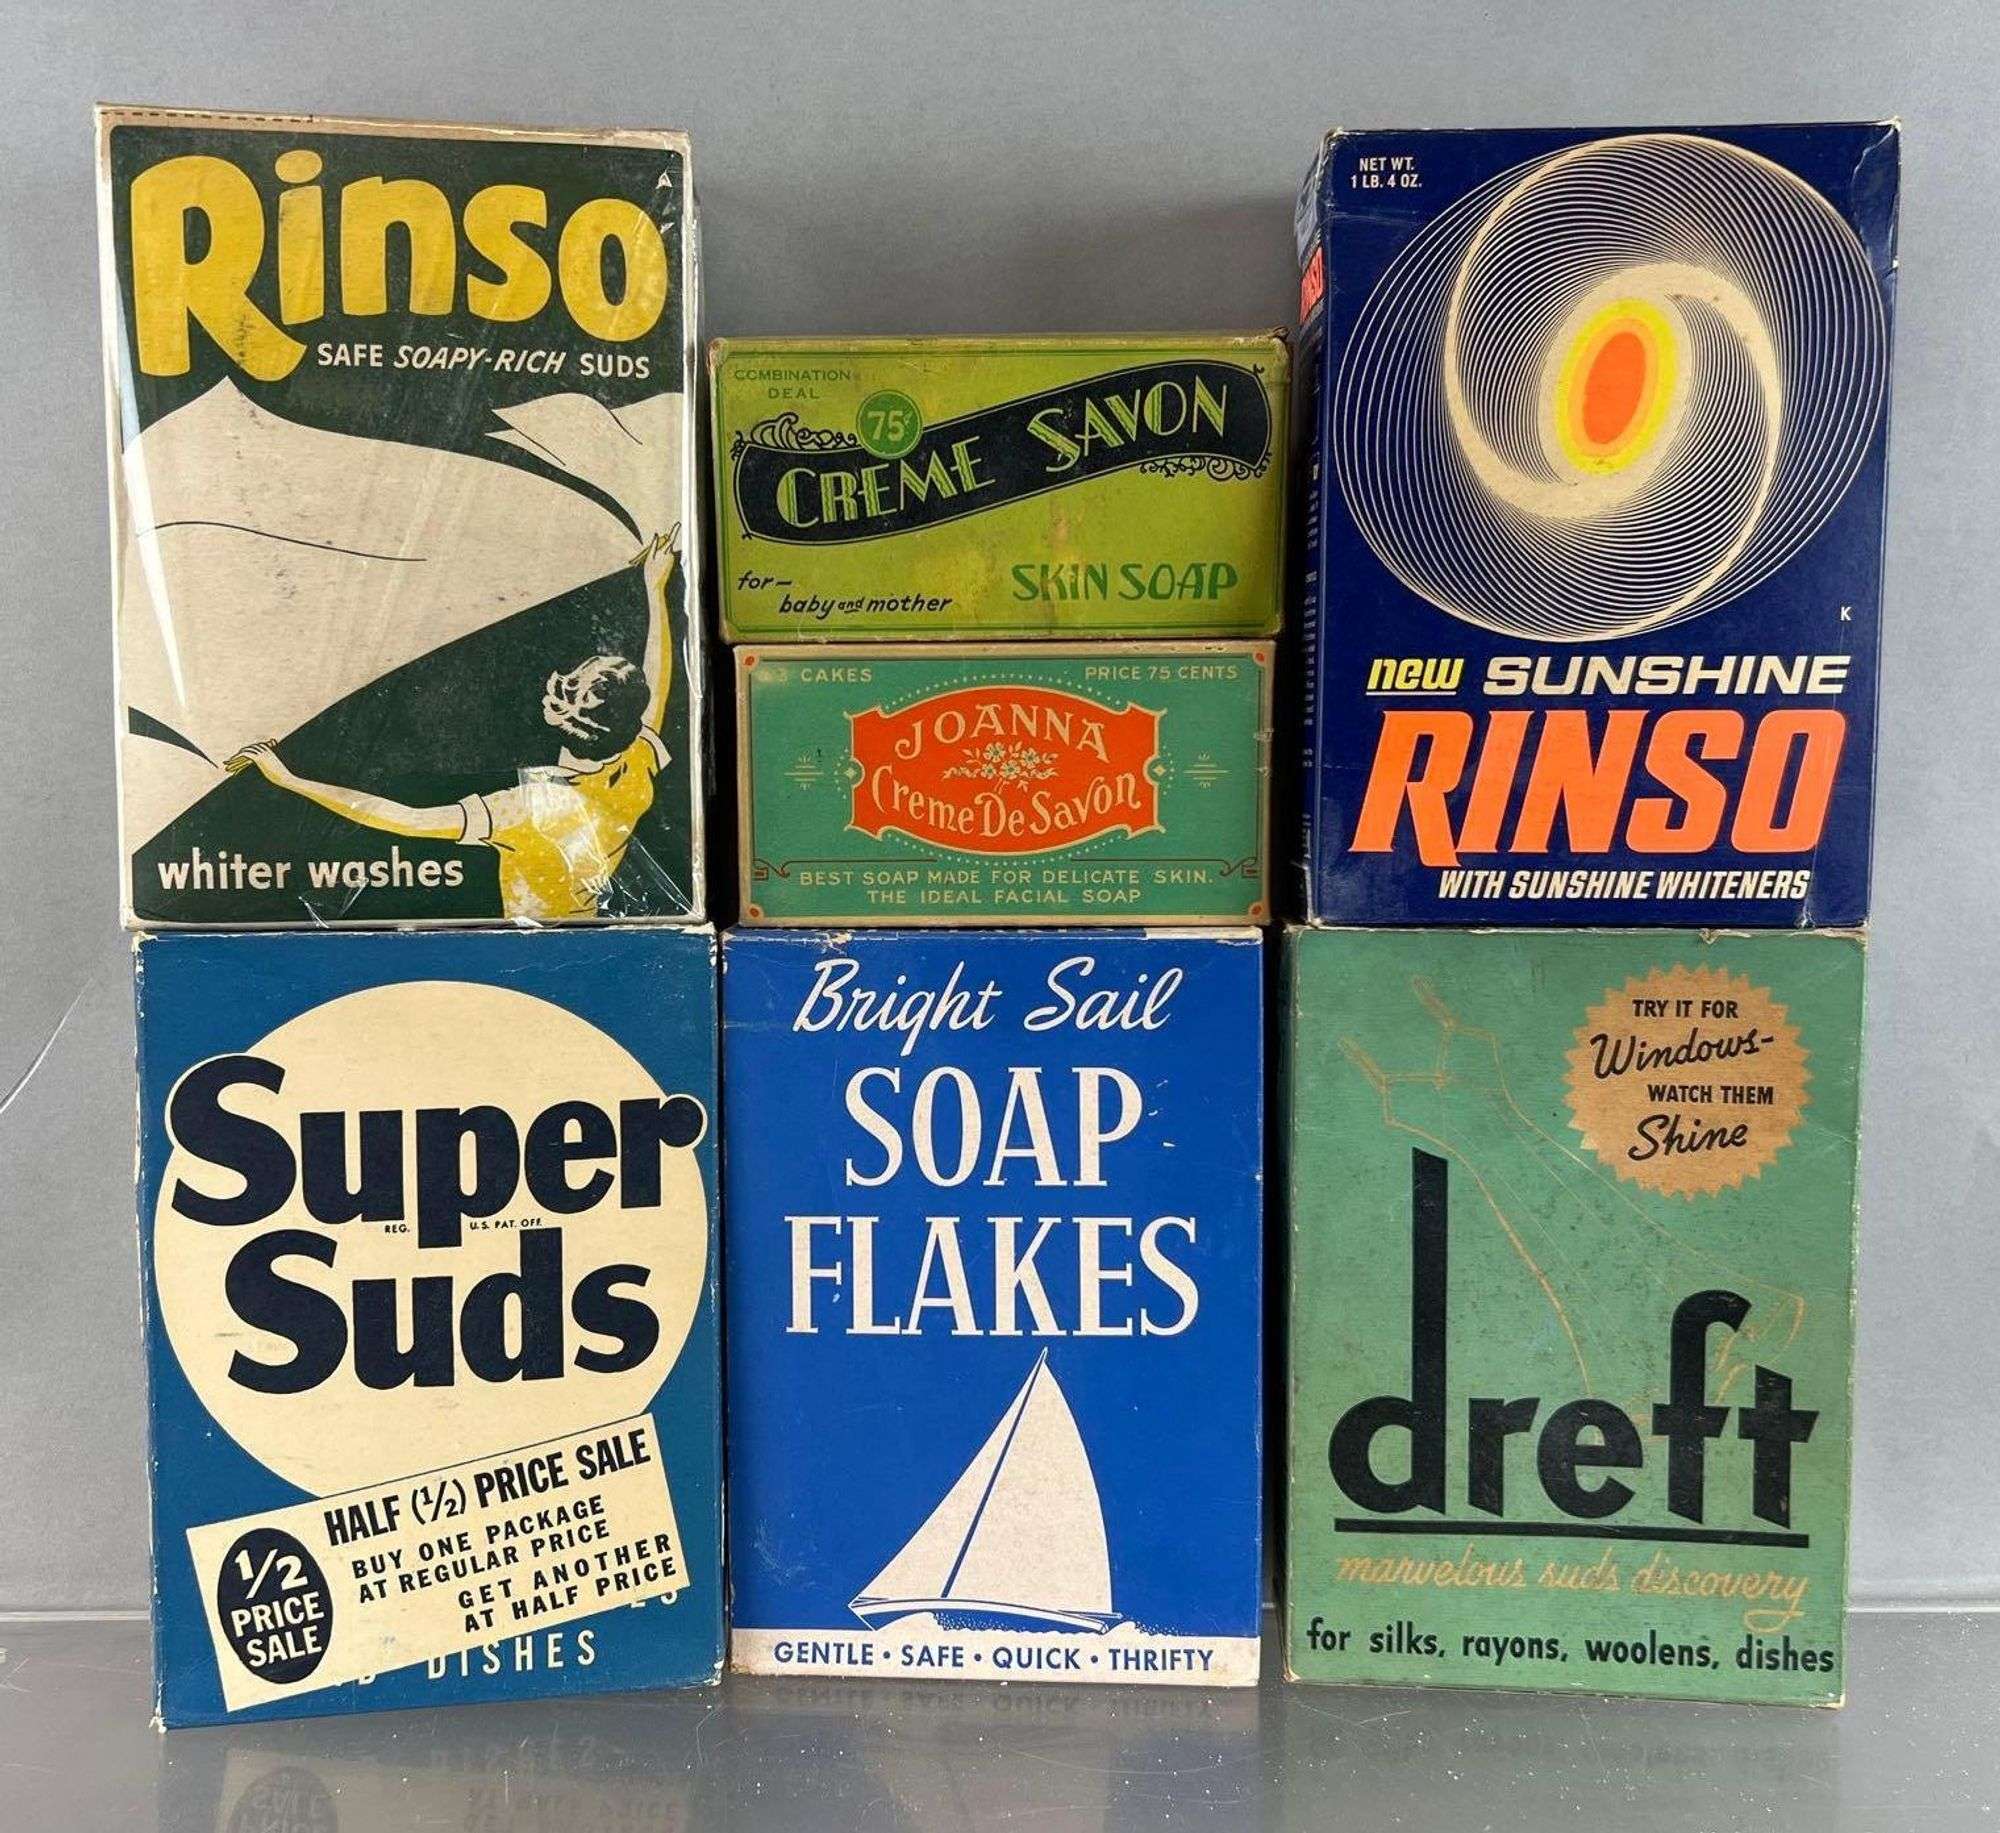 Rinso
SAFE SOAPY-RICH SUDS
whiter washes
COMBINATION
DEAL
75¢
CREME SAVON
for-
baby and mother
SKIN SOAP
3 CAKES
PRICE 75 CENTS
JOANNA
Creme De Savon
BEST SOAP MADE FOR DELICATE SKIN.
THE IDEAL FACIAL SOAP
NET WT.
1 LB. 4 OZ.
RINSO
K
new SUNSHINE
RINSO
WITH SUNSHINE WHITENERS
Super
REG. U.S. PAT. OFF.
Suds
HALF (1/2) PRICE SALE
BUY ONE PACKAGE
AT REGULAR PRICE
GET ANOTHER
AT HALF PRICE
1/2
PRICE
SALE
DISHES
Bright Sail
SOAP
FLAKES
GENTLE • SAFE • QUICK • THRIFTY
TRY IT FOR
Windows-
WATCH THEM
Shine
dreft
marvelous suds discovery
for silks, rayons, woolens, dishes